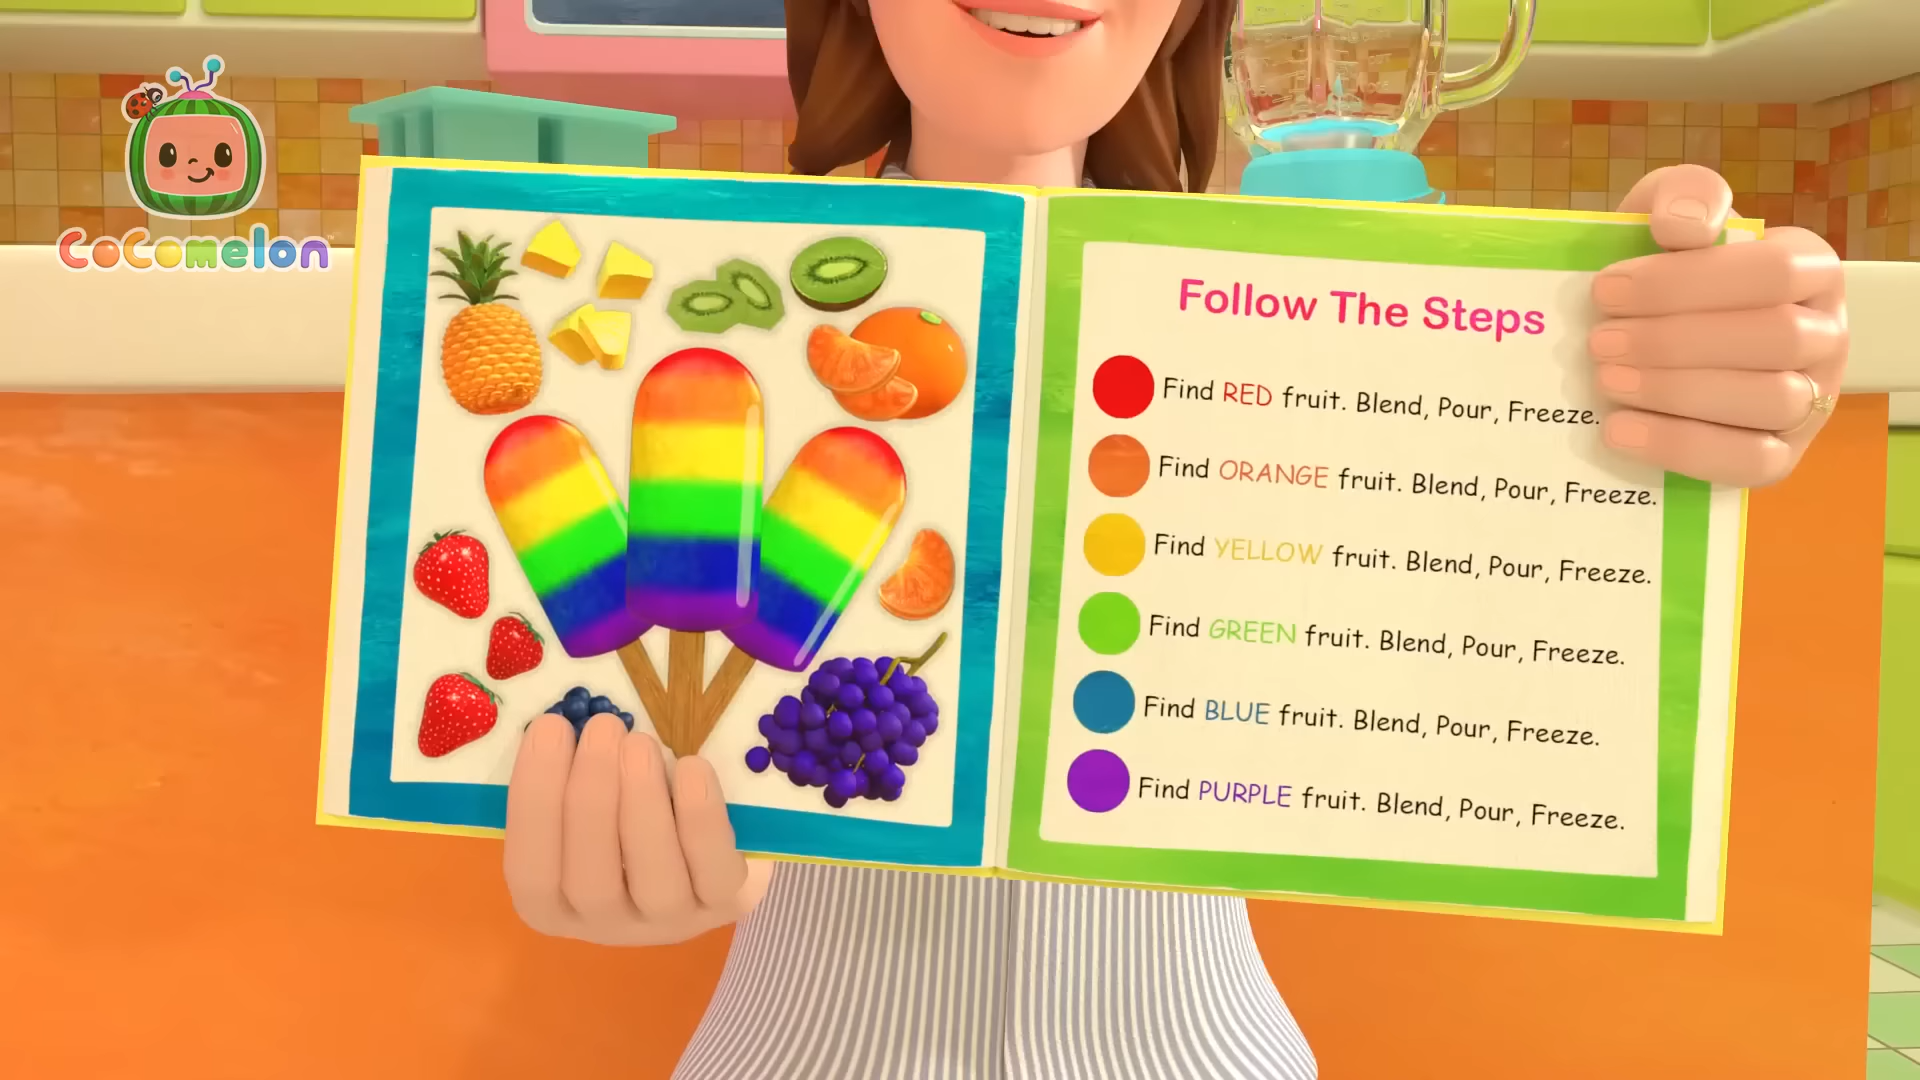 CoCoMelon
Follow The Steps
Find RED fruit. Blend, Pour, Freeze.
Find ORANGE fruit. Blend, Pour, Freeze.
Find YELLOW fruit. Blend, Pour, Freeze.
Find GREEN fruit. Blend, Pour, Freeze.
Find BLUE fruit. Blend, Pour, Freeze.
Find PURPLE fruit. Blend, Pour, Freeze.